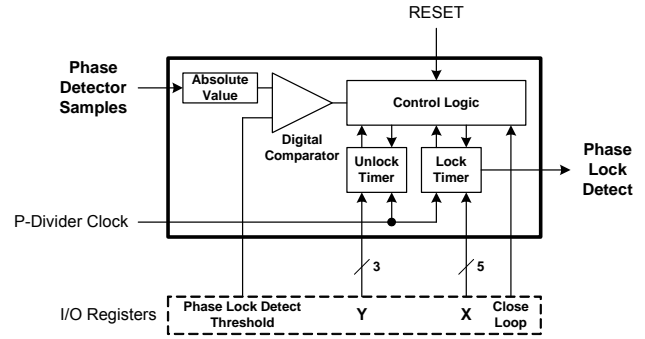 RESET
Phase
Detector
Samples
Absolute
Value
Control Logic
Digital
Comparator
Unlock
Timer
Lock
Timer
Phase
Lock
Detect
P-Divider Clock
3
5
I/O Registers
Phase Lock Detect
Threshold
Y
X
Close
Loop